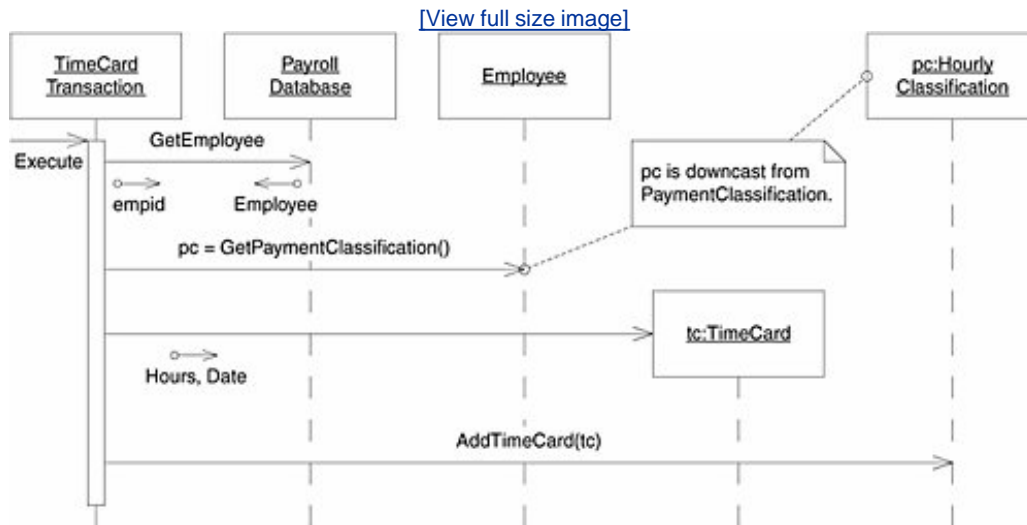 [View full size image]
TimeCard
Transaction
Payroll
Database
Employee
pc:Hourly
Classification
Execute
GetEmployee
empid
Employee
pc is downcast from
PaymentClassification.
pc = GetPaymentClassification()
tc:TimeCard
Hours, Date
AddTimeCard(tc)